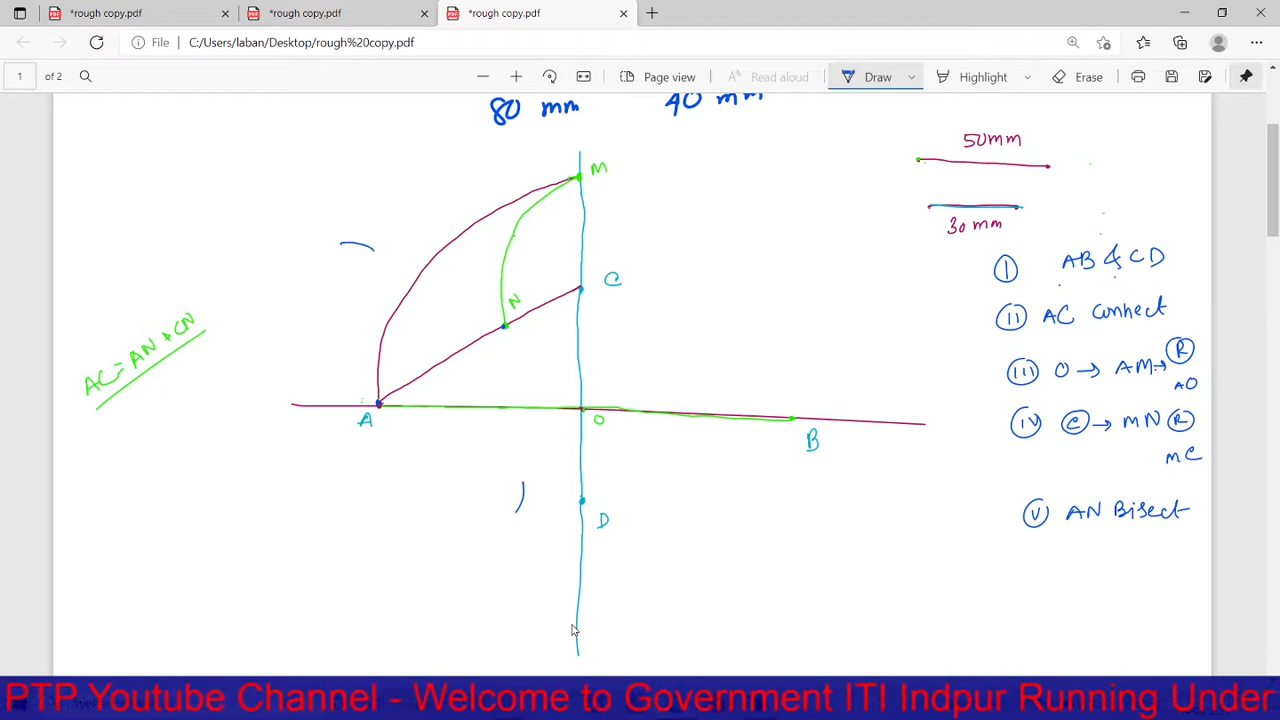 *rough copy.pdf
*rough copy.pdf
*rough copy.pdf
File C:/Users/laban/Desktop/rough%20copy.pdf
1 of 2 Page view Read aloud Draw Highlight Erase
80 mm 40 mm
50mm
30mm
M
C
N
A
O
B
D
AC=AN+CN
I AB & CD
II AC Connect
III O → AM → R
AO
IV C → MN R
MC
V AN Bisect
PTP Youtube Channel - Welcome to Government ITI Indpur Running Under